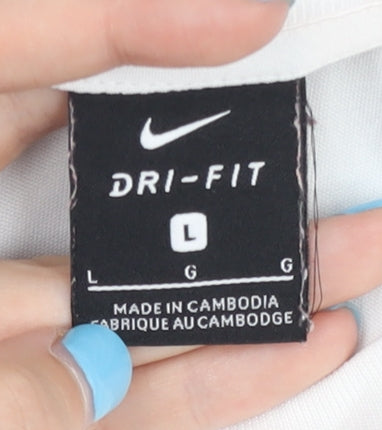 DRI-FIT
L
L G G
MADE IN CAMBODIA
FABRIQUE AU CAMBODGE